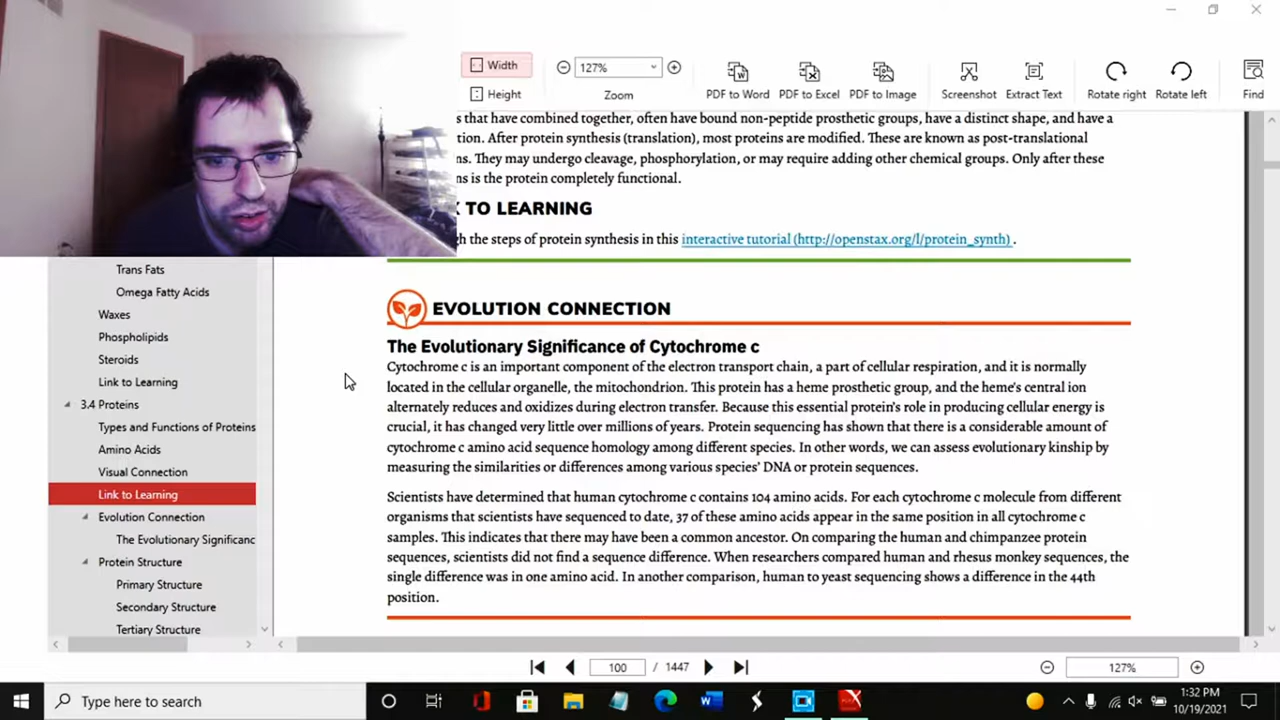 Width
Height
127%
Zoom
PDF to Word
PDF to Excel
PDF to Image
Screenshot
Extract Text
Rotate right
Rotate left
Find
s that have combined together, often have bound non-peptide prosthetic groups, have a distinct shape, and have a
tion. After protein synthesis (translation), most proteins are modified. These are known as post-translational
ns. They may undergo cleavage, phosphorylation, or may require adding other chemical groups. Only after these
ns is the protein completely functional.
K TO LEARNING
gh the steps of protein synthesis in this interactive tutorial (http://openstax.org/l/protein_synth) .
Trans Fats
Omega Fatty Acids
Waxes
Phospholipids
Steroids
Link to Learning
3.4 Proteins
Types and Functions of Proteins
Amino Acids
Visual Connection
Link to Learning
Evolution Connection
The Evolutionary Significanc
Protein Structure
Primary Structure
Secondary Structure
Tertiary Structure
EVOLUTION CONNECTION
The Evolutionary Significance of Cytochrome c
Cytochrome c is an important component of the electron transport chain, a part of cellular respiration, and it is normally
located in the cellular organelle, the mitochondrion. This protein has a heme prosthetic group, and the heme's central ion
alternately reduces and oxidizes during electron transfer. Because this essential protein's role in producing cellular energy is
crucial, it has changed very little over millions of years. Protein sequencing has shown that there is a considerable amount of
cytochrome c amino acid sequence homology among different species. In other words, we can assess evolutionary kinship by
measuring the similarities or differences among various species' DNA or protein sequences.
Scientists have determined that human cytochrome c contains 104 amino acids. For each cytochrome c molecule from different
organisms that scientists have sequenced to date, 37 of these amino acids appear in the same position in all cytochrome c
samples. This indicates that there may have been a common ancestor. On comparing the human and chimpanzee protein
sequences, scientists did not find a sequence difference. When researchers compared human and rhesus monkey sequences, the
single difference was in one amino acid. In another comparison, human to yeast sequencing shows a difference in the 44th
position.
100 / 1447
127%
Type here to search
1:32 PM
10/19/2021